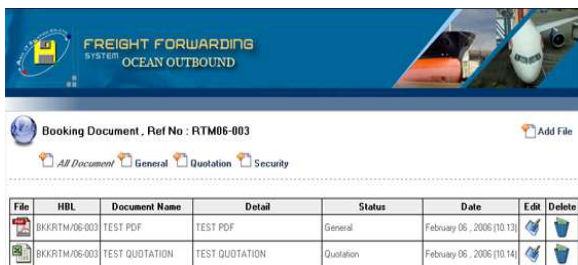 FREIGHT FORWARDING
SYSTEM OCEAN OUTBOUND
Booking Document , Ref No : RTM06-003
Add File
All Document General Quotation Security
File HBL Document Name Detail Status Date Edit Delete
BKKRTM/06-003 TEST PDF TEST PDF General February 06 , 2006 (10.13)
BKKRTM/06-003 TEST QUOTATION TEST QUOTATION Quotation February 06 , 2006 (10.14)